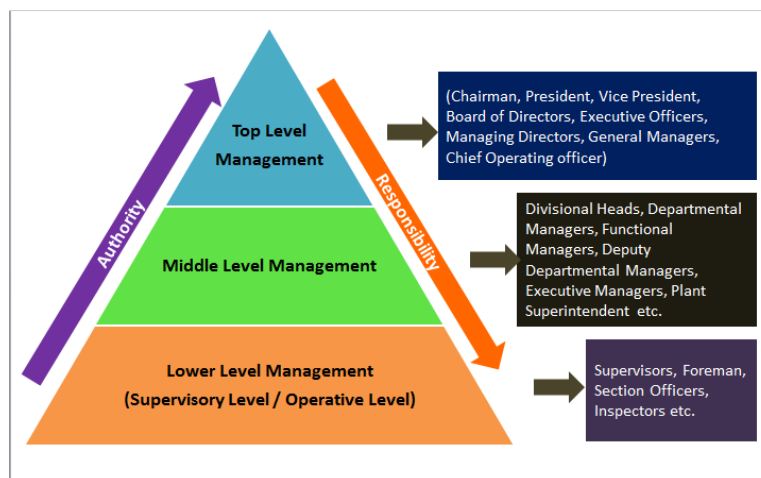 Authority
Top Level
Management
Middle Level Management
Lower Level Management
(Supervisory Level / Operative Level)
Responsibility
(Chairman, President, Vice President,
Board of Directors, Executive Officers,
Managing Directors, General Managers,
Chief Operating officer)
Divisional Heads, Departmental
Managers, Functional
Managers, Deputy
Departmental Managers,
Executive Managers, Plant
Superintendent etc.
Supervisors, Foreman,
Section Officers,
Inspectors etc.